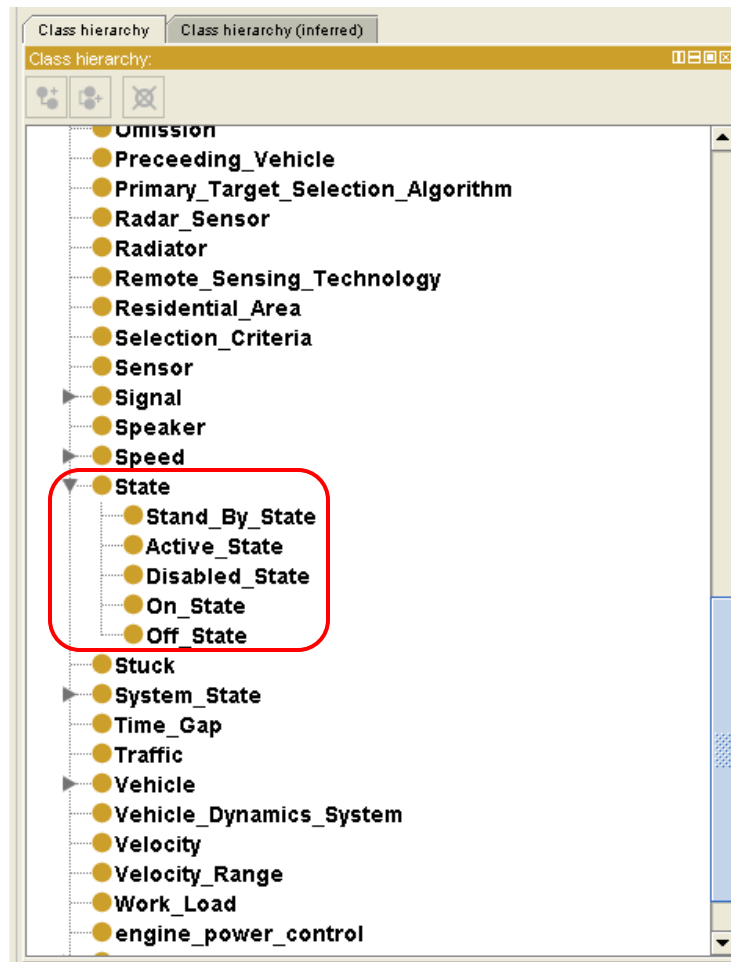 Class hierarchy Class hierarchy (inferred)
Class hierarchy:
Omission
Preceeding_Vehicle
Primary_Target_Selection_Algorithm
Radar_Sensor
Radiator
Remote_Sensing_Technology
Residential_Area
Selection_Criteria
Sensor
Signal
Speaker
Speed
State
Stand_By_State
Active_State
Disabled_State
On_State
Off_State
Stuck
System_State
Time_Gap
Traffic
Vehicle
Vehicle_Dynamics_System
Velocity
Velocity_Range
Work_Load
engine_power_control